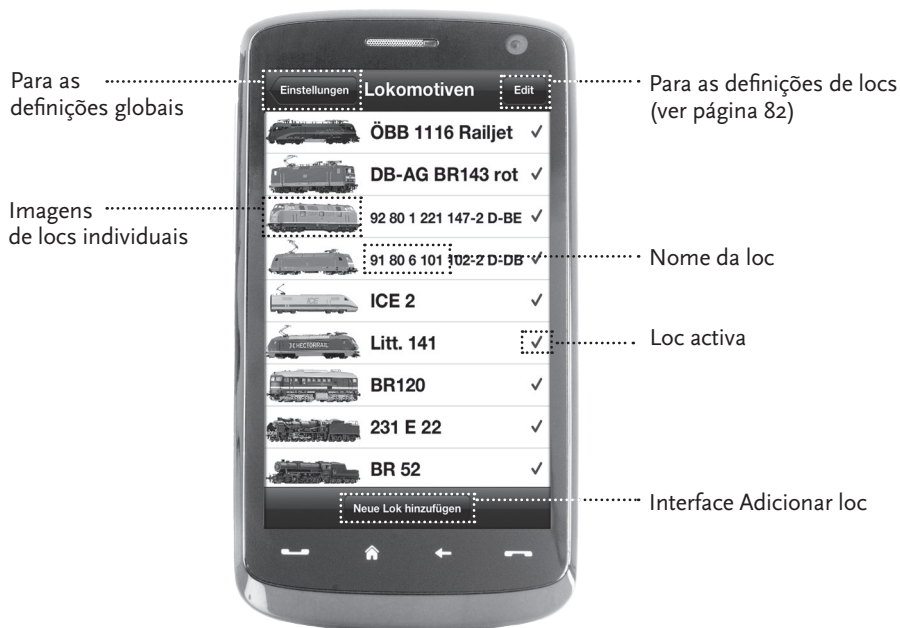 Para as
definições globais
Para as definições de locs
(ver página 82)
Imagens
de locs individuais
Nome da loc
Loc activa
Interface Adicionar loc
Einstellungen
Lokomotiven
Edit
ÖBB 1116 Railjet
DB-AG BR143 rot
92 80 1 221 147-2 D-BE
91 80 6 101 102-2 D-DB
ICE
ICE 2
HECTORRAIL
Litt. 141
BR120
231 E 22
BR 52
Neue Lok hinzufügen